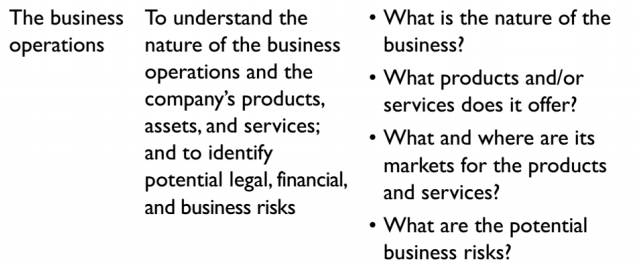 The business
operations
To understand the
nature of the business
operations and the
company's products,
assets, and services;
and to identify
potential legal, financial,
and business risks
• What is the nature of the
business?
• What products and/or
services does it offer?
• What and where are its
markets for the products
and services?
• What are the potential
business risks?